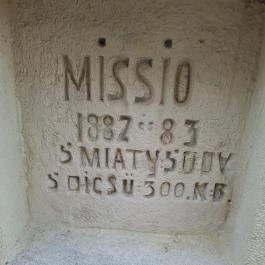 MISSIO
1882 83
5 MIATY 5 ÜDV
5 DICSÜ: 300. N. B.